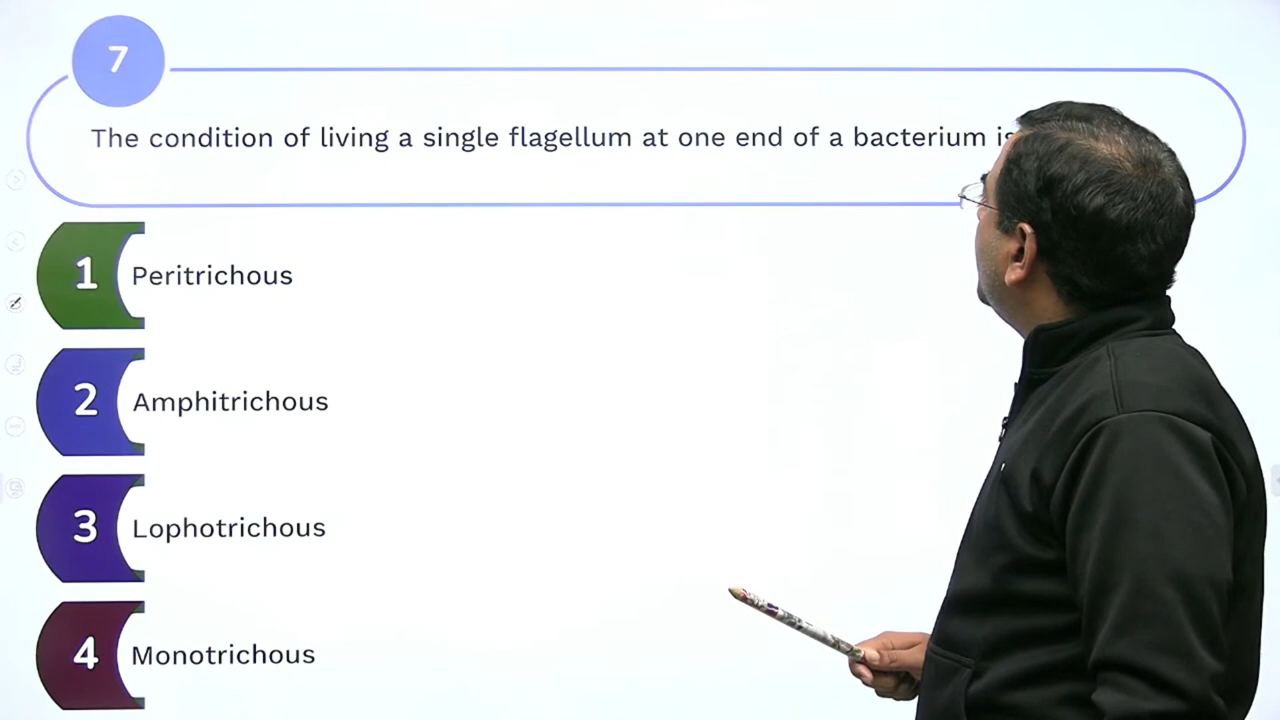 7
The condition of living a single flagellum at one end of a bacterium is
1
Peritrichous
2
Amphitrichous
3
Lophotrichous
4
Monotrichous